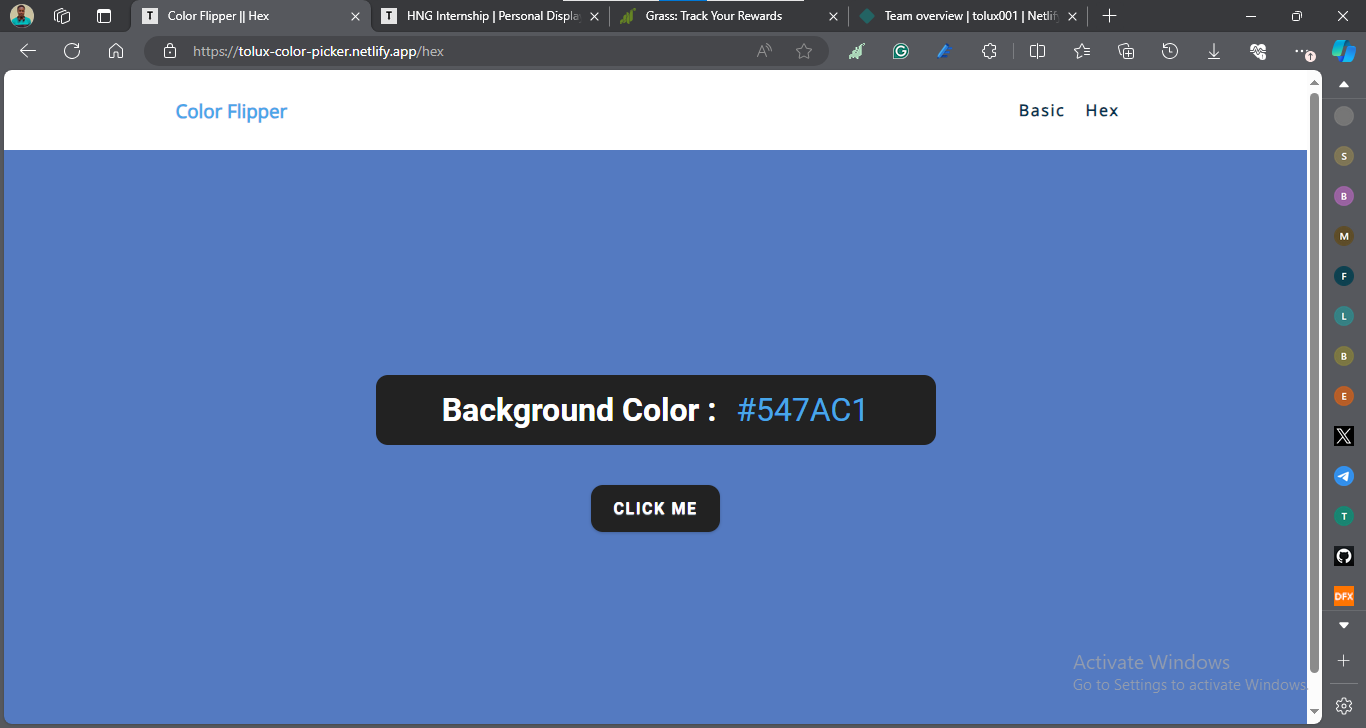 T Color Flipper || Hex
T HNG Internship | Personal Displa
Grass: Track Your Rewards
Team overview | tolux001 | Netlif
https://tolux-color-picker.netlify.app/hex
Color Flipper
Basic Hex
Background Color : #547AC1
CLICK ME
Activate Windows
Go to Settings to activate Windows.
S
B
M
F
L
B
E
T
DFX